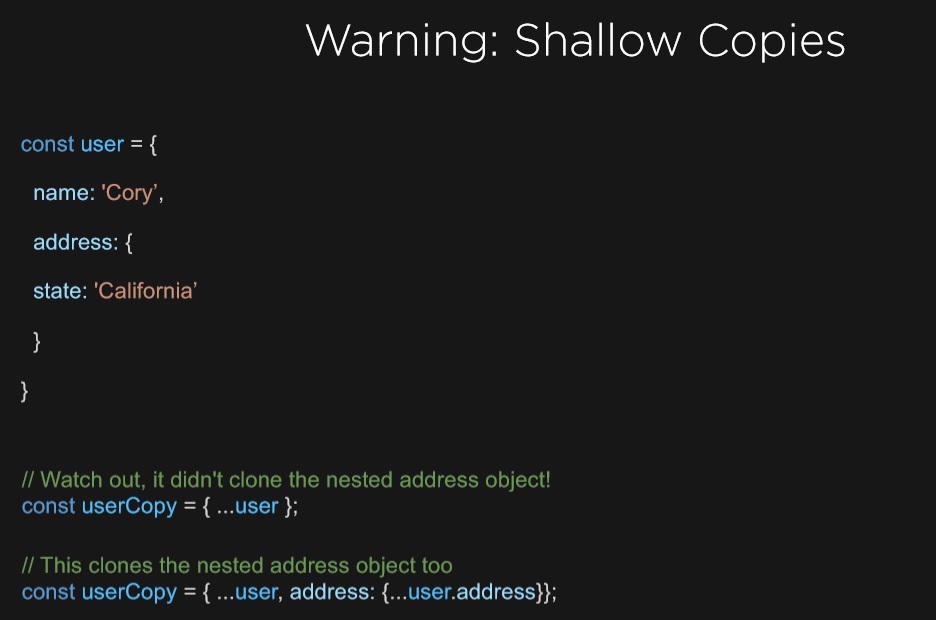 Warning: Shallow Copies
const user = {
name: 'Cory’,
address: {
state: 'California’
}
}
// Watch out, it didn't clone the nested address object!
const userCopy = { ...user };
// This clones the nested address object too
const userCopy = { ...user, address: {...user.address}};